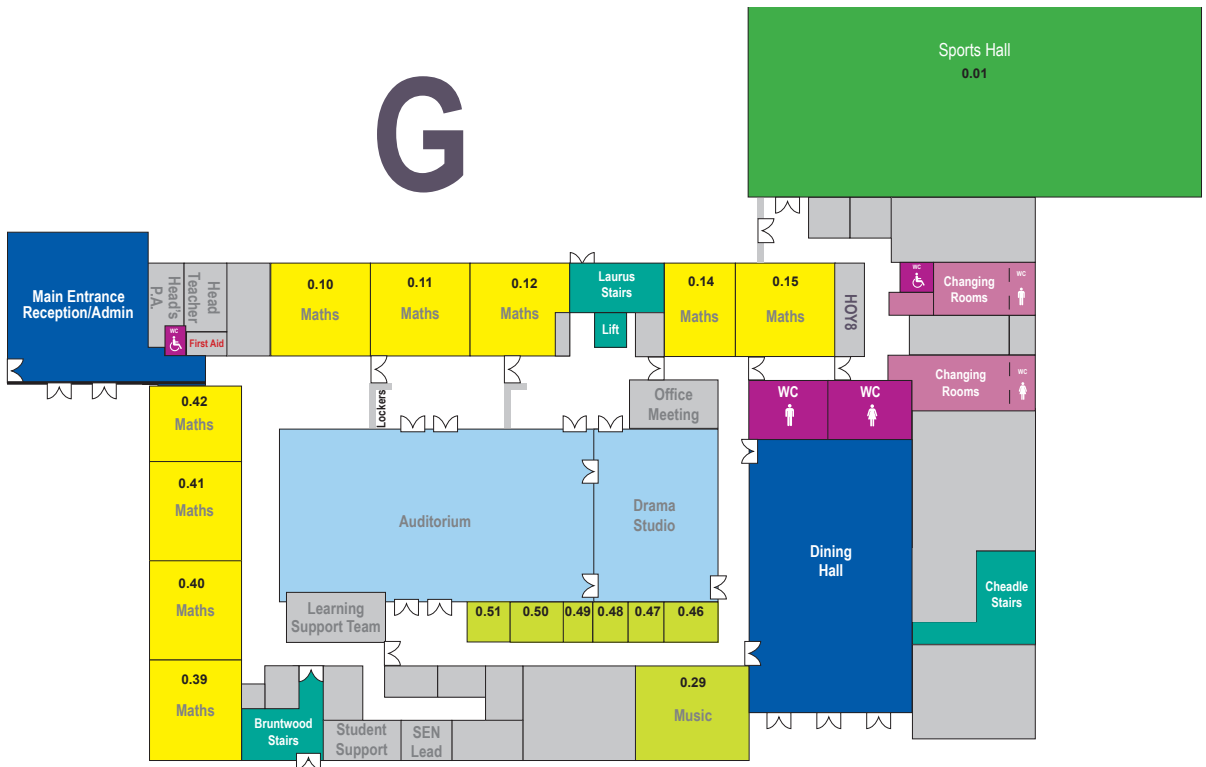 G
Sports Hall
0.01
Main Entrance
Reception/Admin
Head's
P.A.
Head
Teacher
WC
First Aid
0.10
Maths
0.11
Maths
0.12
Maths
Laurus
Stairs
Lift
0.14
Maths
0.15
Maths
HOY8
WC
Changing
Rooms
WC
Changing
Rooms
WC
Lockers
Office
Meeting
WC
WC
0.42
Maths
0.41
Maths
0.40
Maths
0.39
Maths
Auditorium
Drama
Studio
Dining
Hall
Cheadle
Stairs
Learning
Support Team
0.51
0.50
0.49
0.48
0.47
0.46
0.29
Music
Bruntwood
Stairs
Student
Support
SEN
Lead